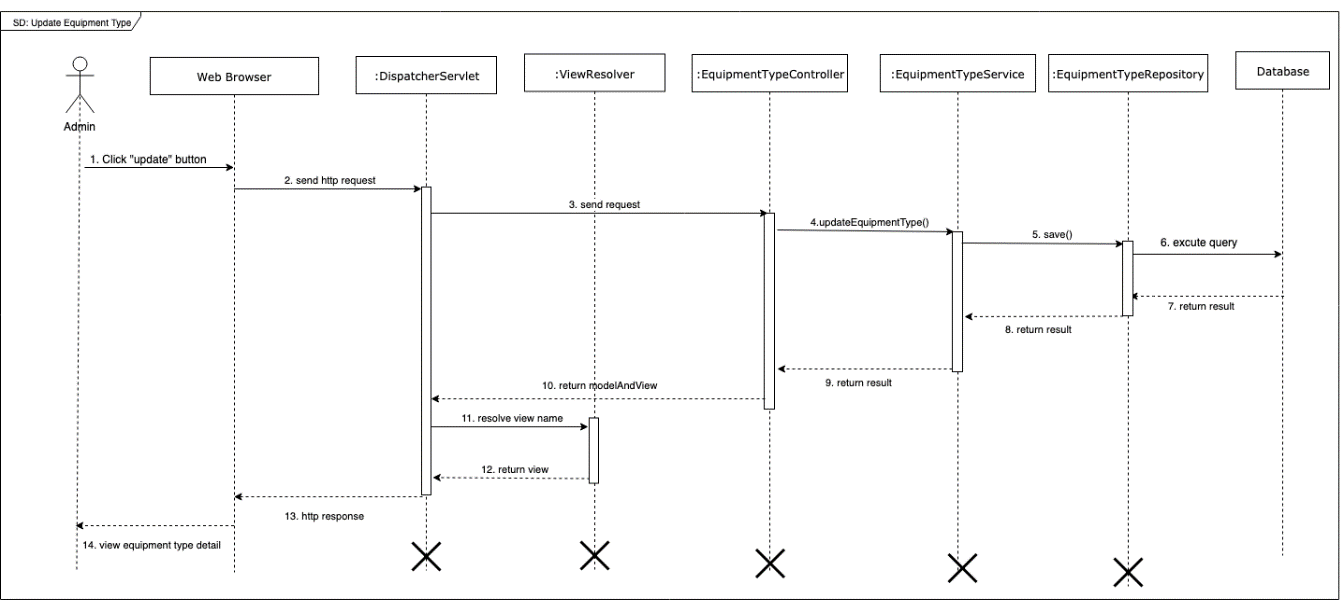 SD: Update Equipment Type
Web Browser
:DispatcherServlet
:ViewResolver
:EquipmentTypeController
:EquipmentTypeService
:EquipmentTypeRepository
Database
Admin
1. Click "update" button
2. send http request
3. send request
4.updateEquipmentType()
5. save()
6. excute query
7. return result
8. return result
9. return result
10. return modelAndView
11. resolve view name
12. return view
13. http response
14. view equipment type detail